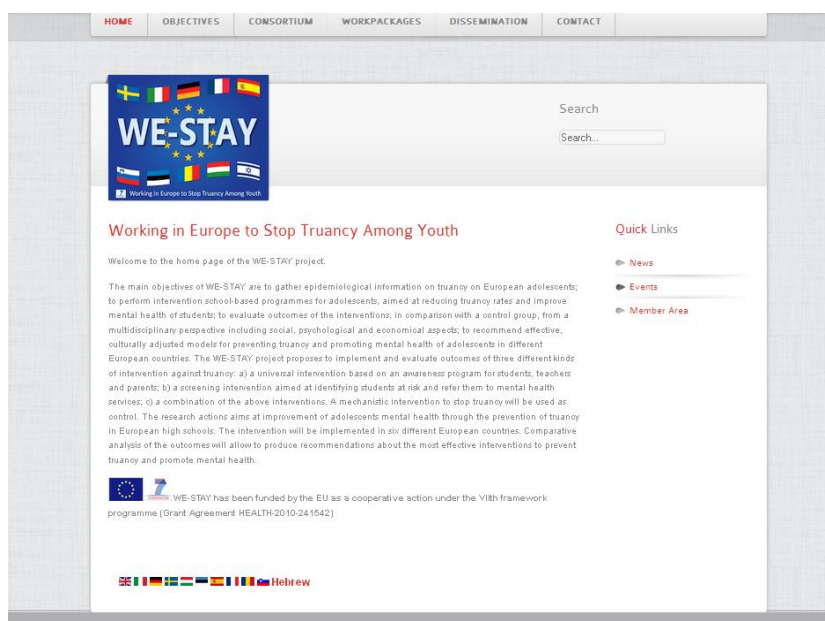 HOME OBJECTIVES CONSORTIUM WORKPACKAGES DISSEMINATION CONTACT
WE-STAY
7 Working in Europe to Stop Truancy Among Youth
Search
Search...
Working in Europe to Stop Truancy Among Youth
Welcome to the home page of the WE-STAY project.
The main objectives of WE-STAY are to gather epidemiological information on truancy on European adolescents;
to perform intervention school-based programmes for adolescents, aimed at reducing truancy rates and improve
mental health of students; to evaluate outcomes of the interventions, in comparison with a control group, from a
multidisciplinary perspective including social, psychological and economical aspects; to recommend effective,
culturally adjusted models for preventing truancy and promoting mental health of adolescents in different
European countries. The WE-STAY project proposes to implement and evaluate outcomes of three different kinds
of intervention against truancy: a) a universal intervention based on an awareness program for students, teachers
and parents; b) a screening intervention aimed at identifying students at risk and refer them to mental health
services; c) a combination of the above interventions. A mechanistic intervention to stop truancy will be used as
control. The research actions aims at improvement of adolescents mental health through the prevention of truancy
in European high schools. The intervention will be implemented in six different European countries. Comparative
analysis of the outcomes will allow to produce recommendations about the most effective interventions to prevent
truancy and promote mental health.
7 WE-STAY has been funded by the EU as a cooperative action under the VIIth framework
programme (Grant Agreement HEALTH-2010-241542)
Hebrew
Quick Links
News
Events
Member Area